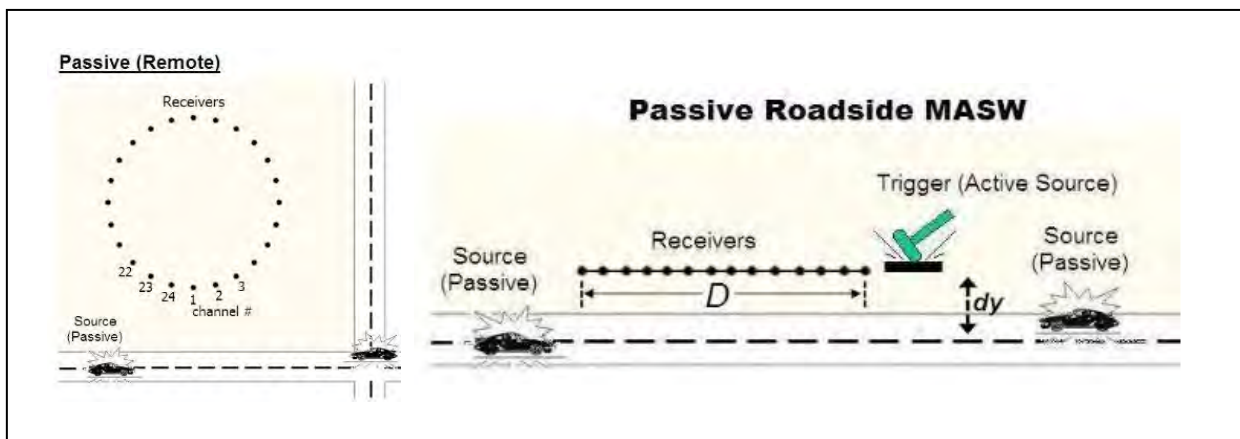 Passive (Remote)
Receivers
22
23
24
1
2
3
channel #
Source
(Passive)
Passive Roadside MASW
Trigger (Active Source)
Receivers
Source
(Passive)
Source
(Passive)
D
dy